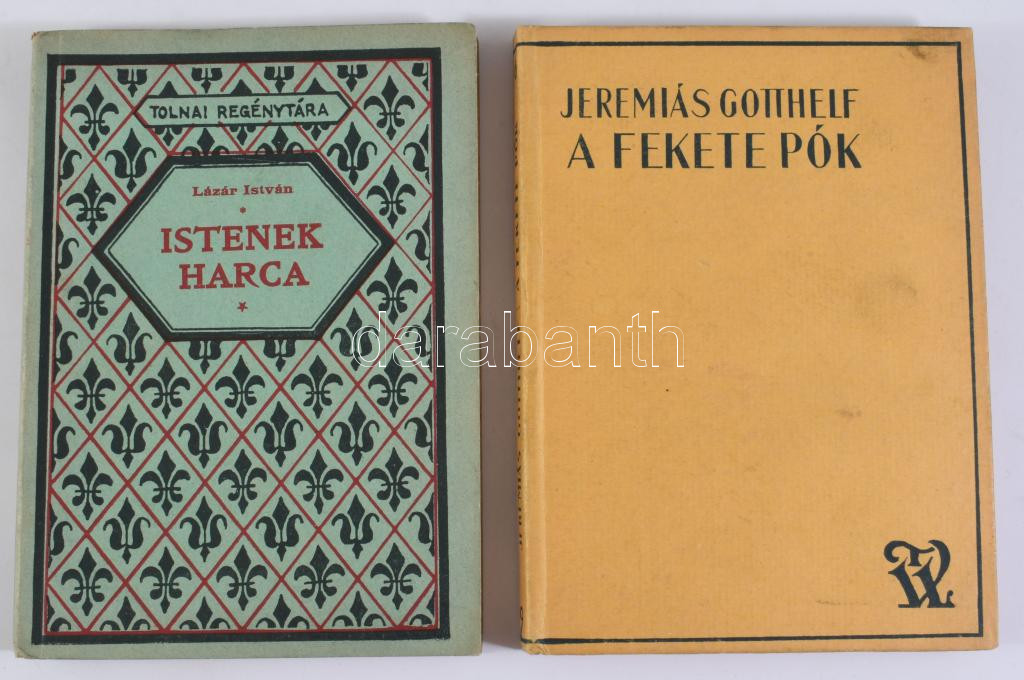 TOLNAI REGÉNYTÁRA
Lázár István
*
ISTENEK
HARCA
JEREMIÁS GOTTHELF
A FEKETE PÓK
darabanth